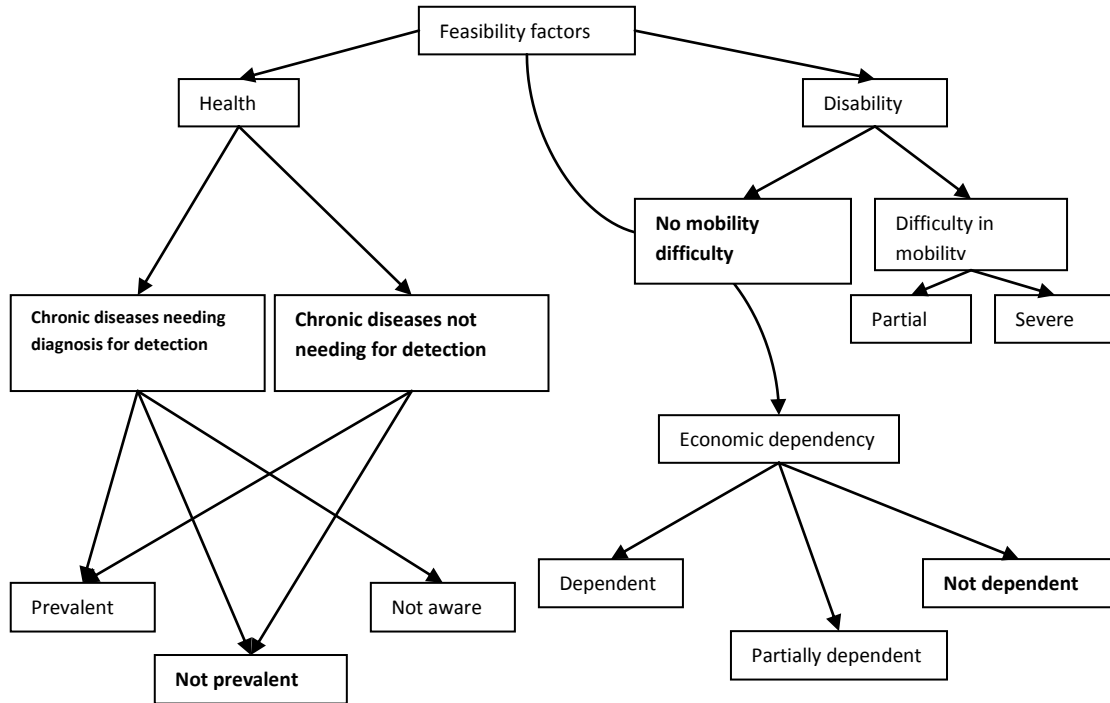 Feasibility factors
Health
Disability
No mobility
difficulty
Difficulty in
mobility
Chronic diseases needing
diagnosis for detection
Chronic diseases not
needing for detection
Partial
Severe
Economic dependency
Prevalent
Not aware
Dependent
Not dependent
Partially dependent
Not prevalent